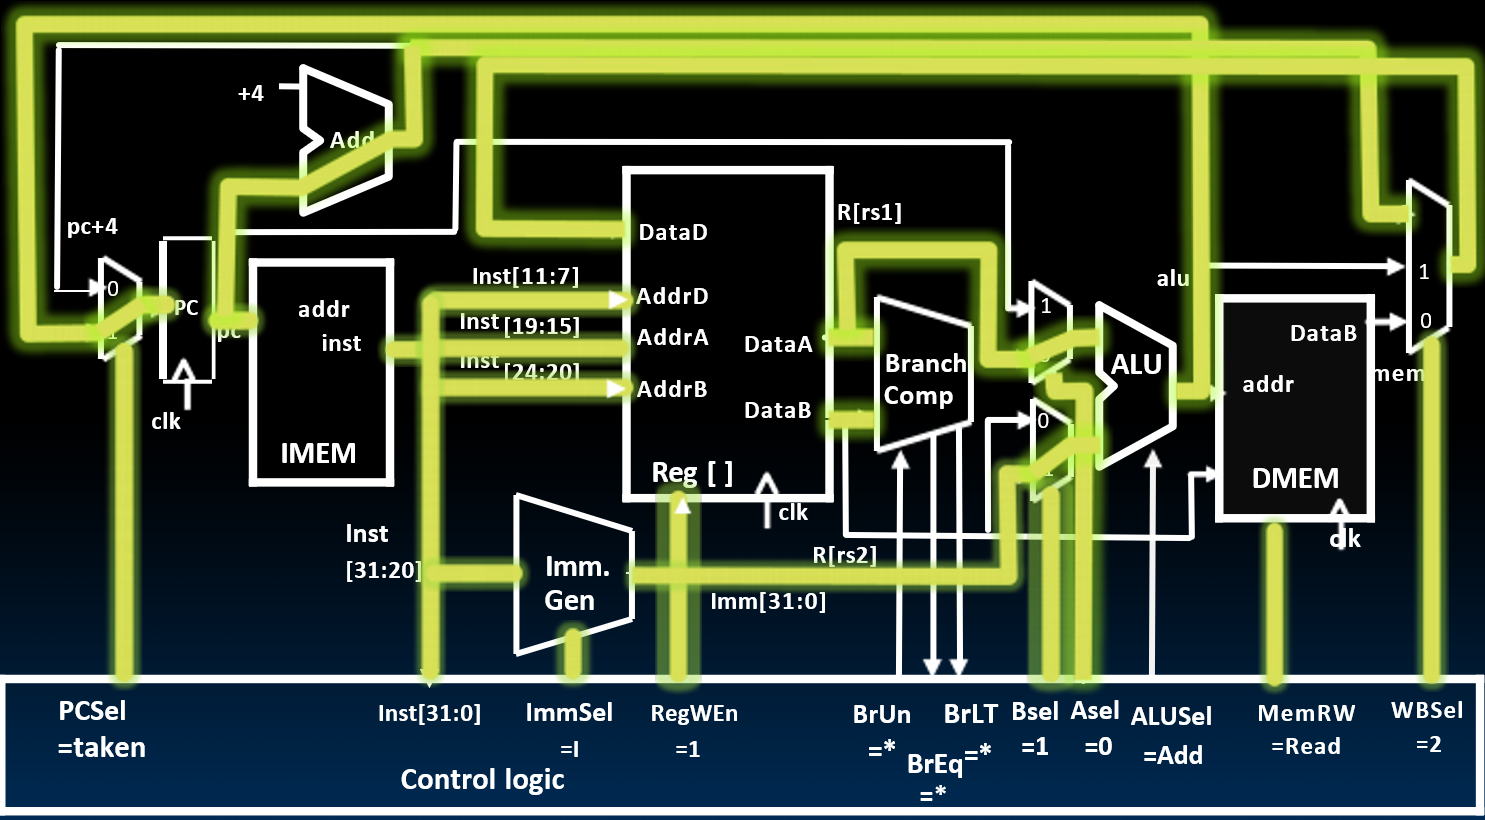 +4
Add
R[rs1]
pc+4
DataD
Inst[11:7]
alu
1
0
PC
addr
AddrD
1
1
Inst [19:15]
0
1
pc
inst
AddrA
DataA
DataB
Inst [24:20]
Branch
Comp
ALU
mem
addr
AddrB
clk
DataB
0
IMEM
Reg [ ]
DMEM
clk
clk
Inst
[31:20]
R[rs2]
Imm.
Gen
Imm[31:0]
PCSel
=taken
Inst[31:0]
ImmSel
=I
RegWEn
=1
BrUn
=*
BrEq
=*
BrLT
=*
Bsel
=1
Asel
=0
ALUSel
=Add
MemRW
=Read
WBSel
=2
Control logic